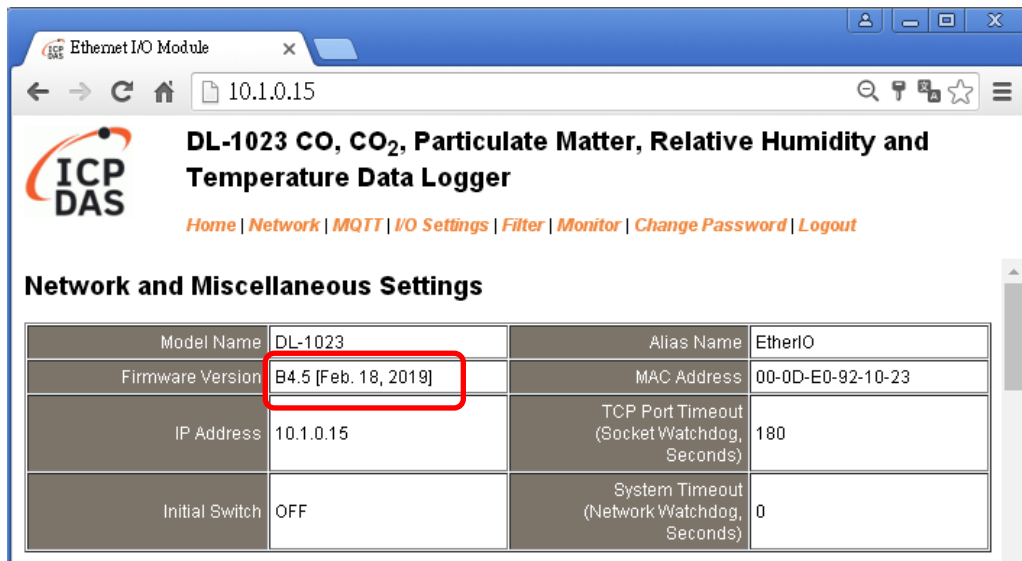 ICP DAS Ethernet I/O Module
10.1.0.15
ICP
DAS
DL-1023 CO, CO₂, Particulate Matter, Relative Humidity and
Temperature Data Logger
Home | Network | MQTT | I/O Settings | Filter | Monitor | Change Password | Logout
Network and Miscellaneous Settings
Model Name DL-1023 Alias Name EtherIO
Firmware Version B4.5 [Feb. 18, 2019] MAC Address 00-0D-E0-92-10-23
IP Address 10.1.0.15 TCP Port Timeout
(Socket Watchdog,
Seconds) 180
Initial Switch OFF System Timeout
(Network Watchdog,
Seconds) 0